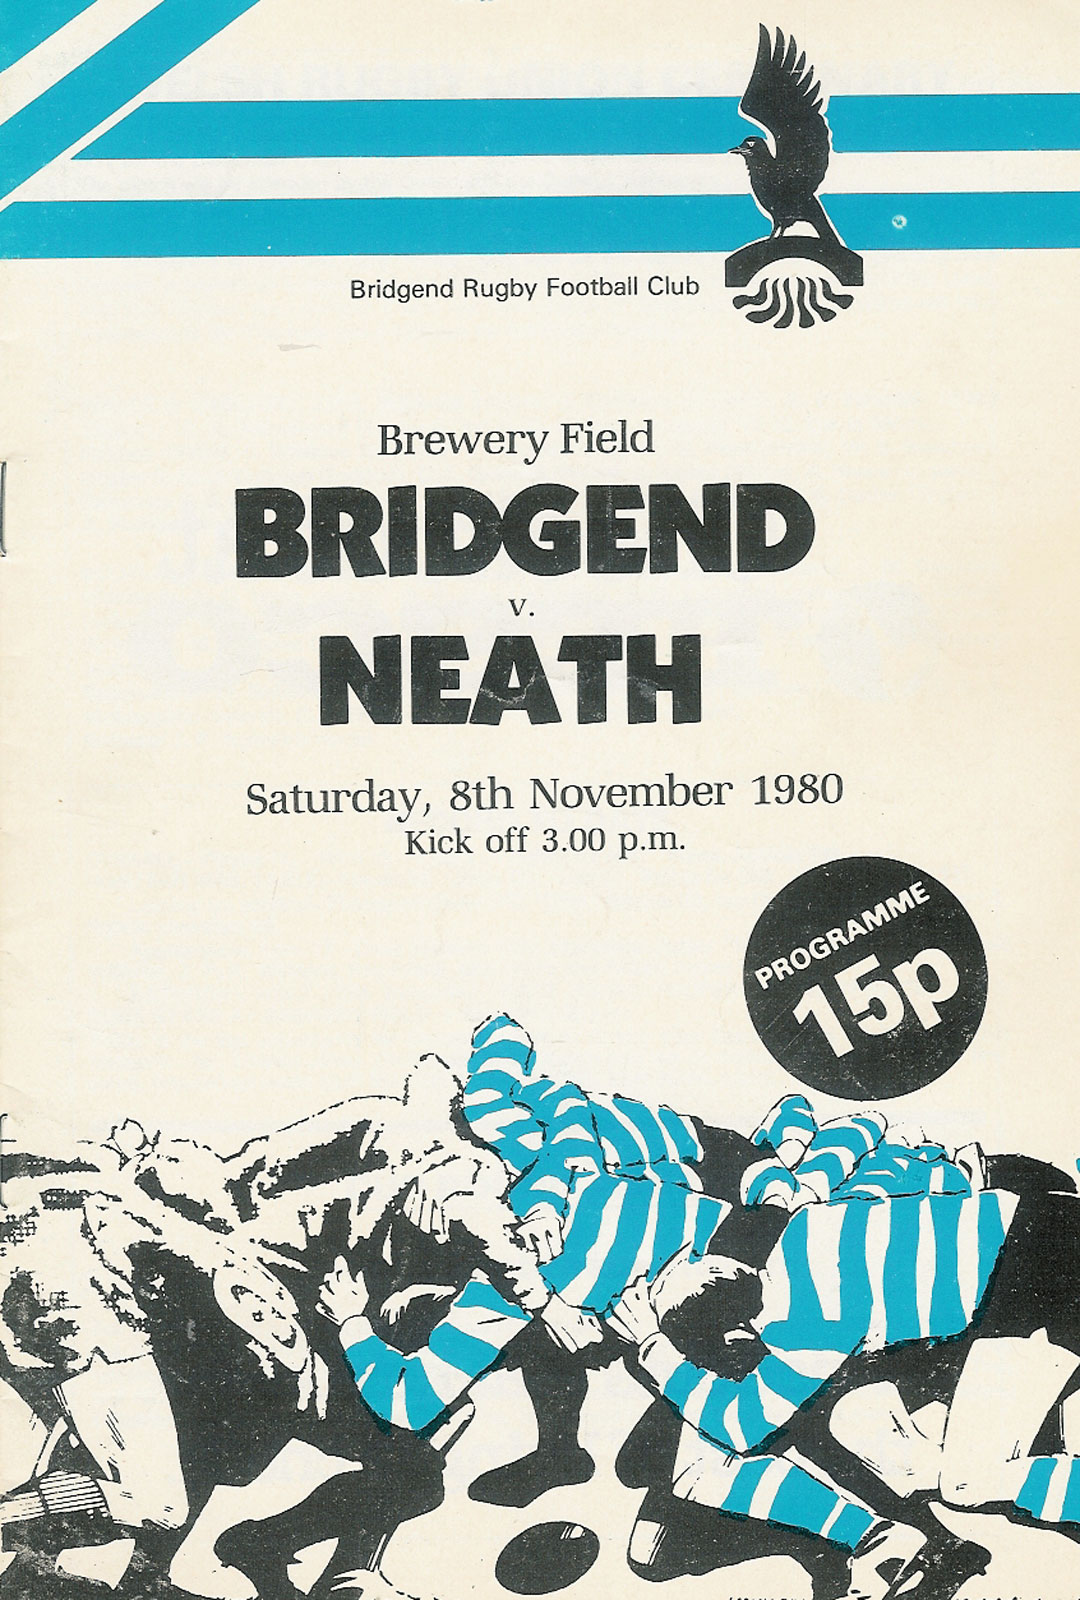 Bridgend Rugby Football Club
Brewery Field
BRIDGEND
v.
NEATH
Saturday, 8th November 1980
Kick off 3.00 p.m.
PROGRAMME
15p